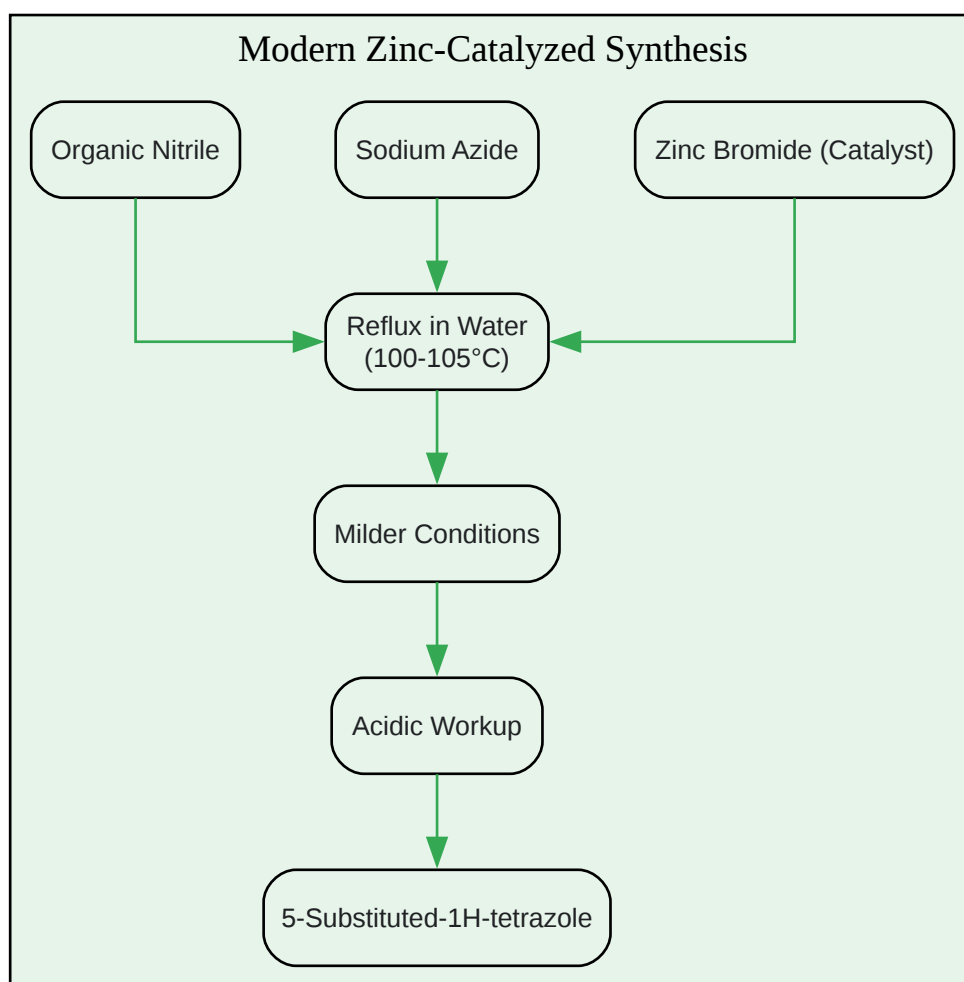 Modern Zinc-Catalyzed Synthesis
Organic Nitrile
Sodium Azide
Zinc Bromide (Catalyst)
Reflux in Water
(100-105°C)
Milder Conditions
Acidic Workup
5-Substituted-1H-tetrazole